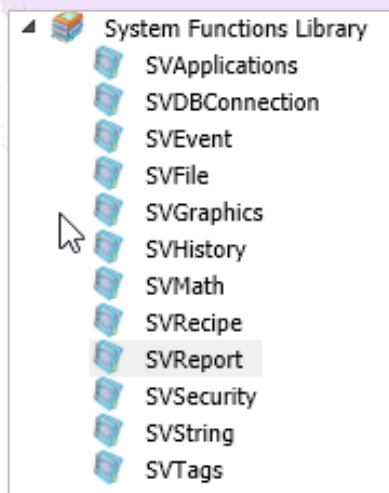 System Functions Library
SVApplications
SVDBConnection
SVEvent
SVFile
SVGraphics
SVHistory
SVMath
SVRecipe
SVReport
SVSecurity
SVString
SVTags